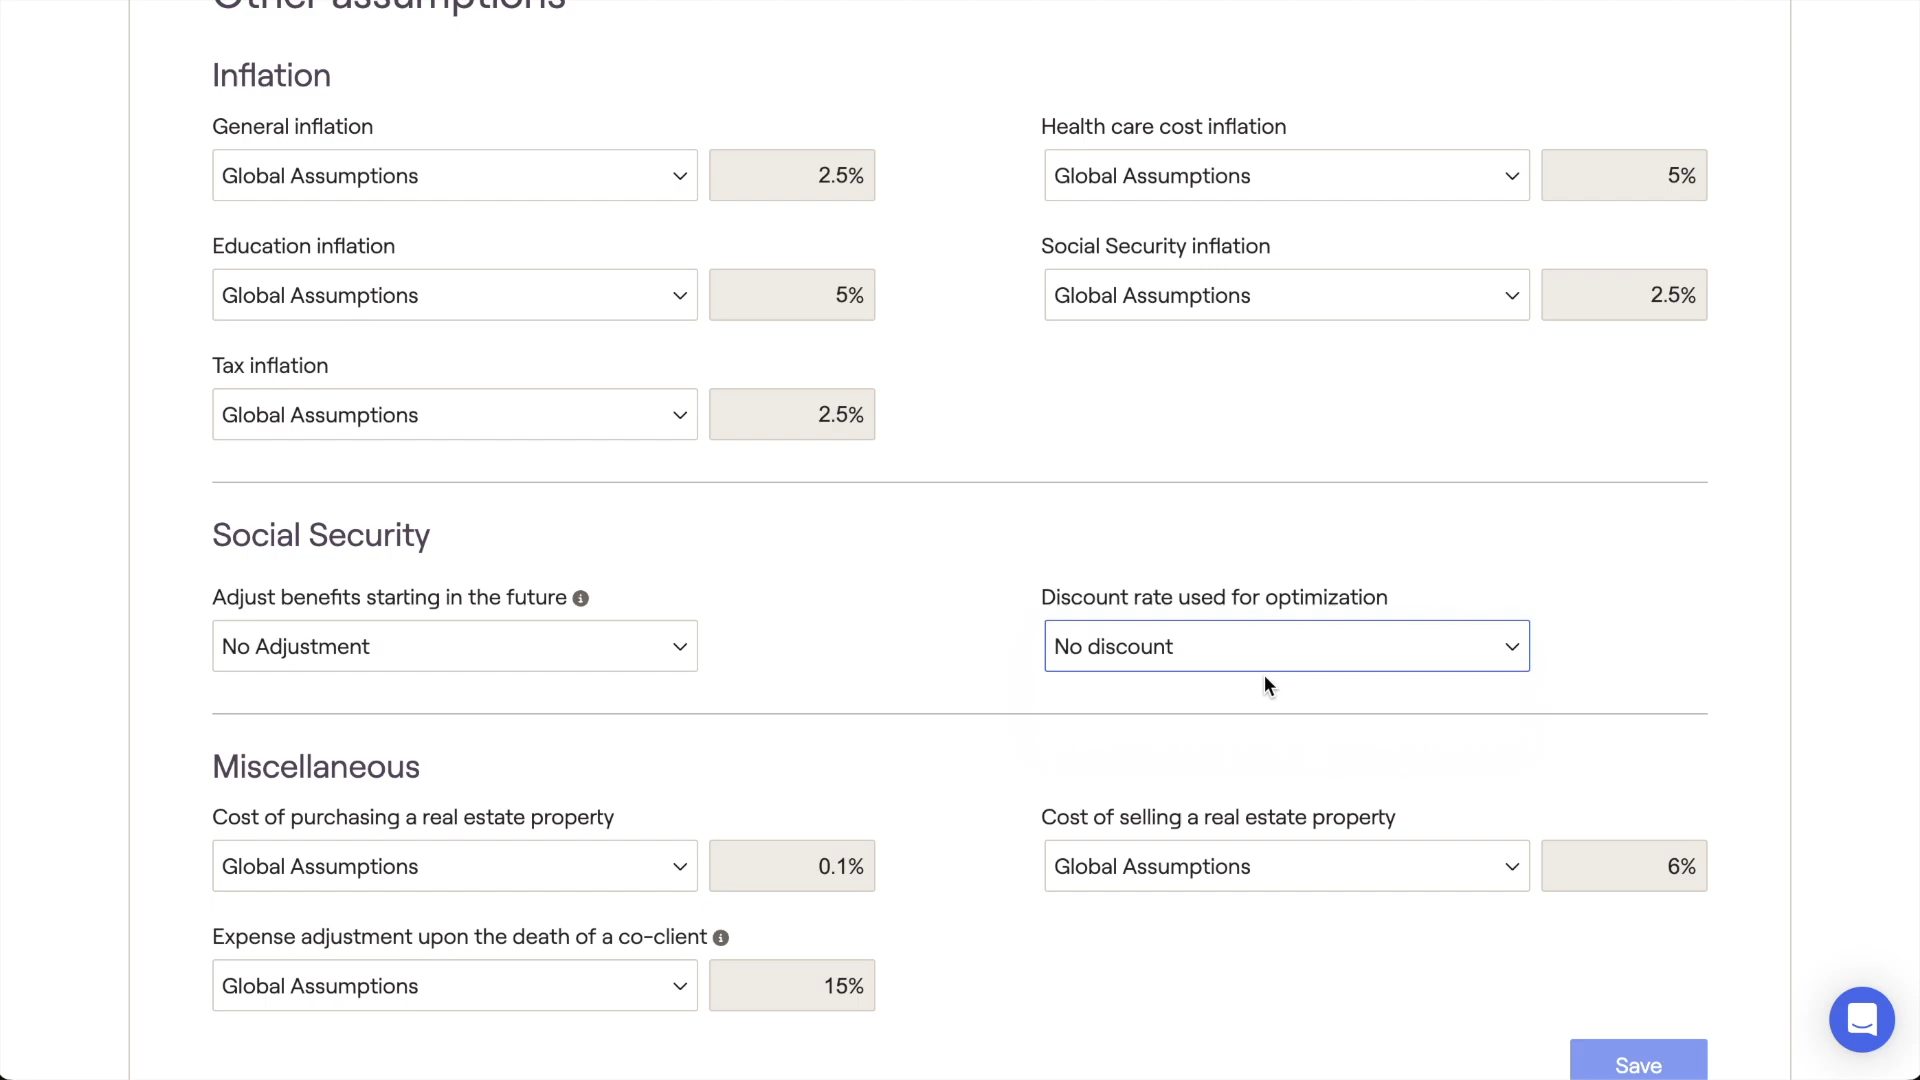 Other assumptions
Inflation
General inflation
Global Assumptions 2.5%
Health care cost inflation
Global Assumptions 5%
Education inflation
Global Assumptions 5%
Social Security inflation
Global Assumptions 2.5%
Tax inflation
Global Assumptions 2.5%
Social Security
Adjust benefits starting in the future
No Adjustment
Discount rate used for optimization
No discount
Miscellaneous
Cost of purchasing a real estate property
Global Assumptions 0.1%
Cost of selling a real estate property
Global Assumptions 6%
Expense adjustment upon the death of a co-client
Global Assumptions 15%
Save